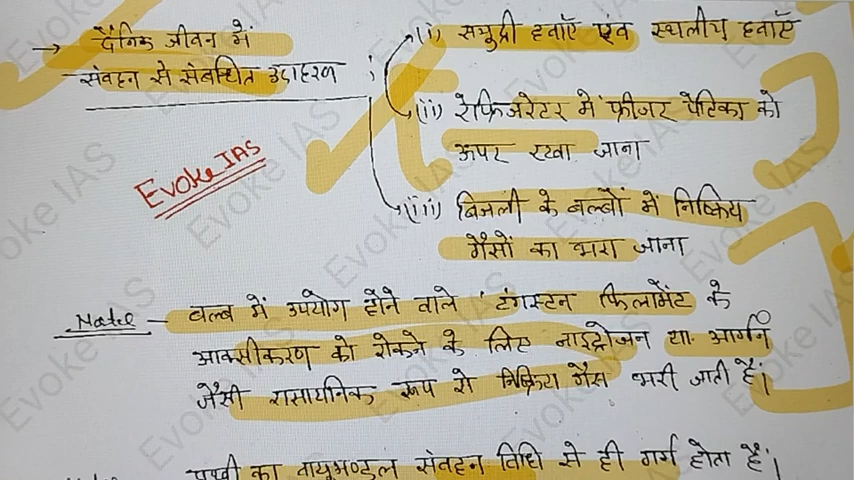 → दैनिक जीवन में
संवहन से संबंधित उदाहरण :
(i) समुद्री हवाएँ एंव स्थलीय हवाएँ
(ii) रेफ्रिजरेटर में फ्रीजर पेटिका को
ऊपर रखा जाना
(iii) बिजली के बल्बों में निष्क्रिय
गैसों का भरा जाना
Evoke IAS
Note - बल्ब में उपयोग होने वाले टंगस्टन फिलामेंट के
आक्सीकरण को रोकने के लिए नाइट्रोजन या आर्गन
जैसी रासायनिक रूप से निष्क्रिय गैस भरी जाती है।
पृथ्वी का वायुमण्डल संवहन विधि से ही गर्म होता है।